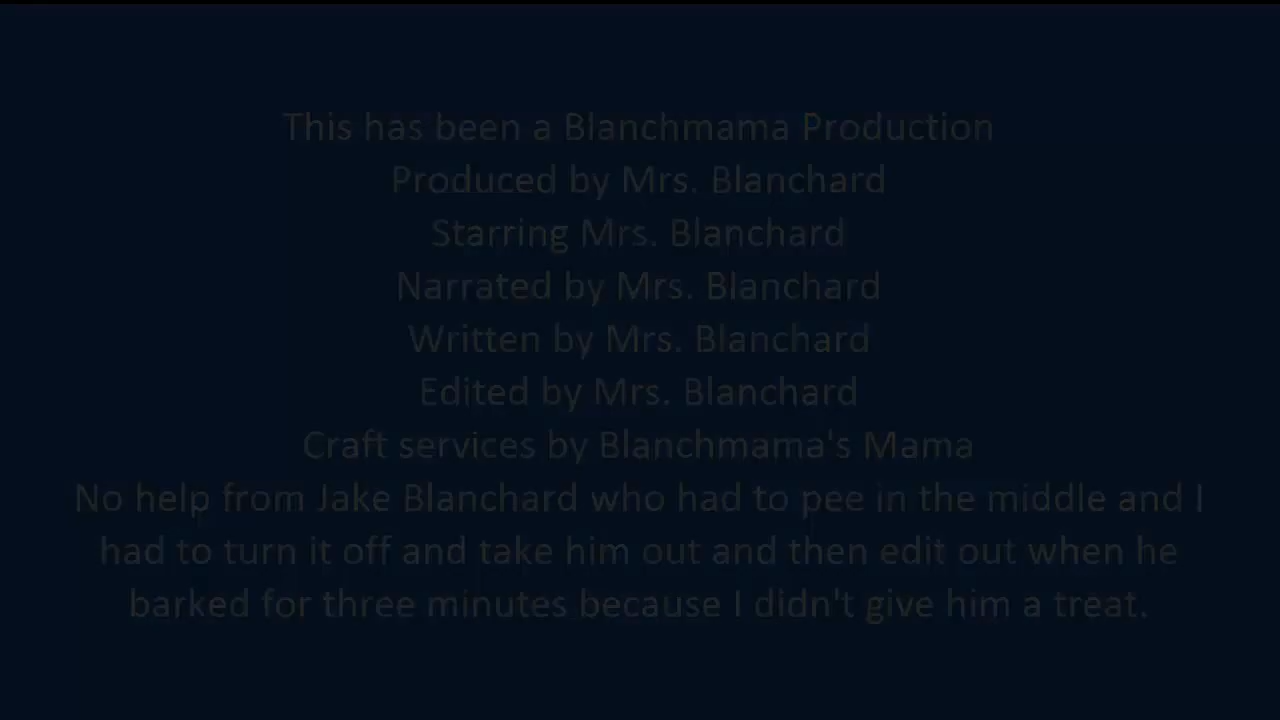 This has been a Blanchmama Production
Produced by Mrs. Blanchard
Starring Mrs. Blanchard
Narrated by Mrs. Blanchard
Written by Mrs. Blanchard
Edited by Mrs. Blanchard
Craft services by Blanchmama's Mama
No help from Jake Blanchard who had to pee in the middle and I
had to turn it off and take him out and then edit out when he
barked for three minutes because I didn't give him a treat.